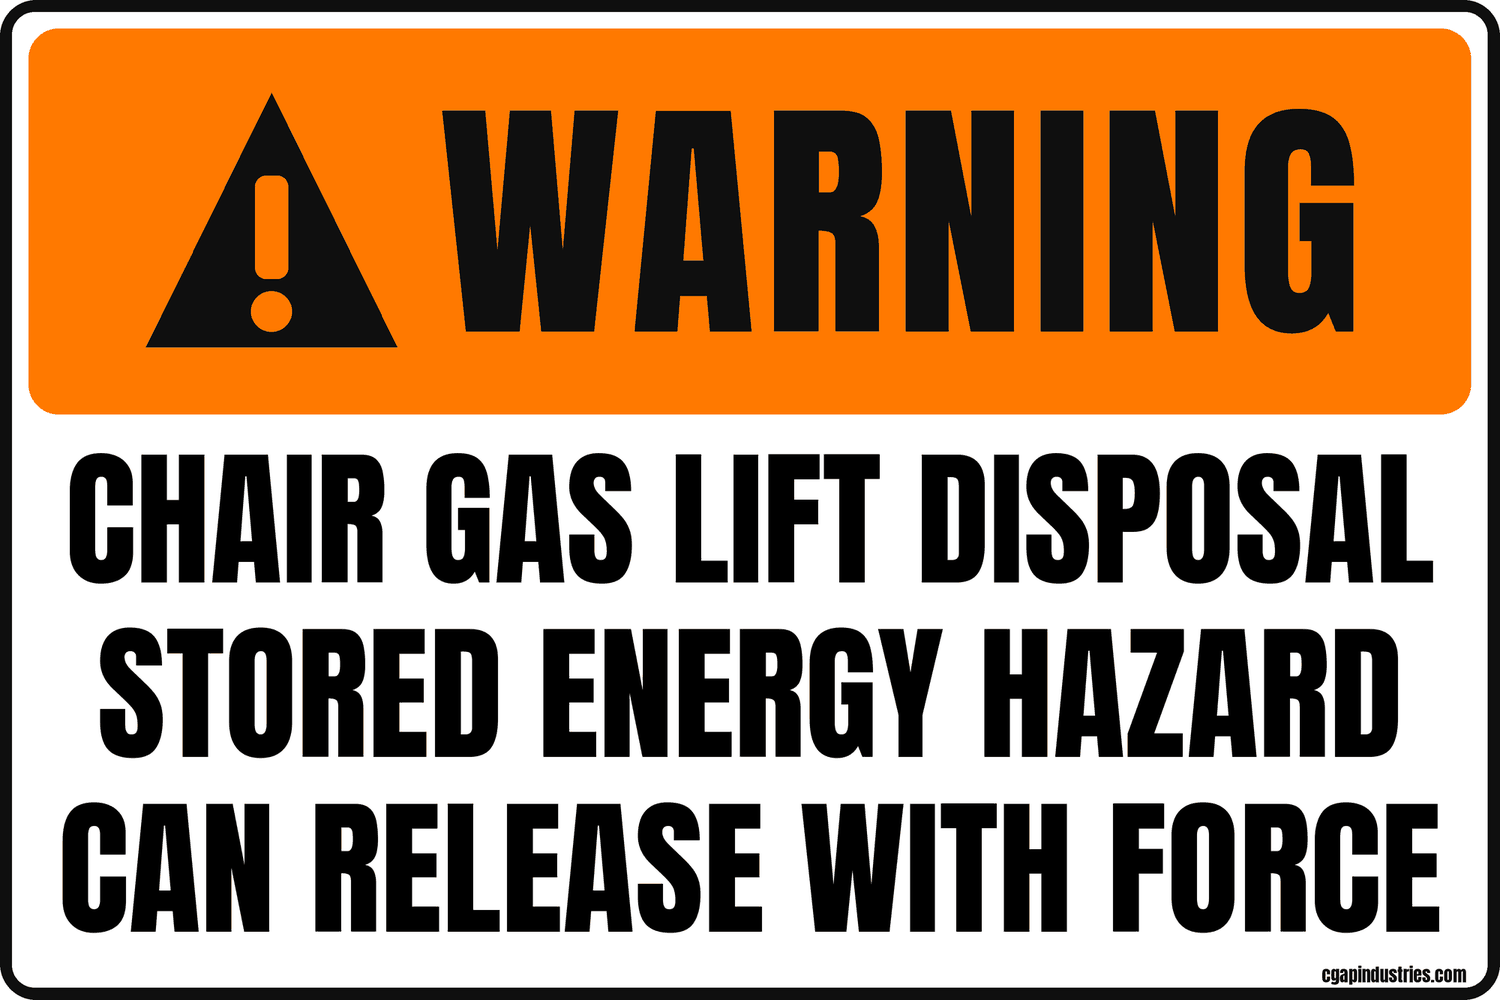 WARNING
CHAIR GAS LIFT DISPOSAL
STORED ENERGY HAZARD
CAN RELEASE WITH FORCE
cgapindustries.com